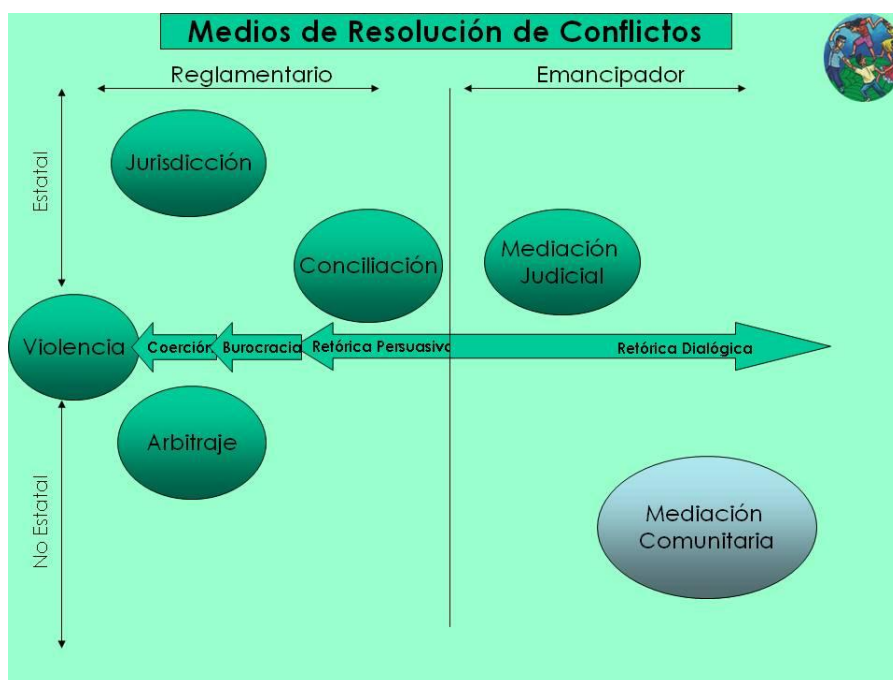 Medios de Resolución de Conflictos
Reglamentario
Emancipador
Estatal
Jurisdicción
Conciliación
Mediación
Judicial
Violencia
Coerción
Burocracia
Retórica Persuasiva
Retórica Dialógica
Arbitraje
No Estatal
Mediación
Comunitaria